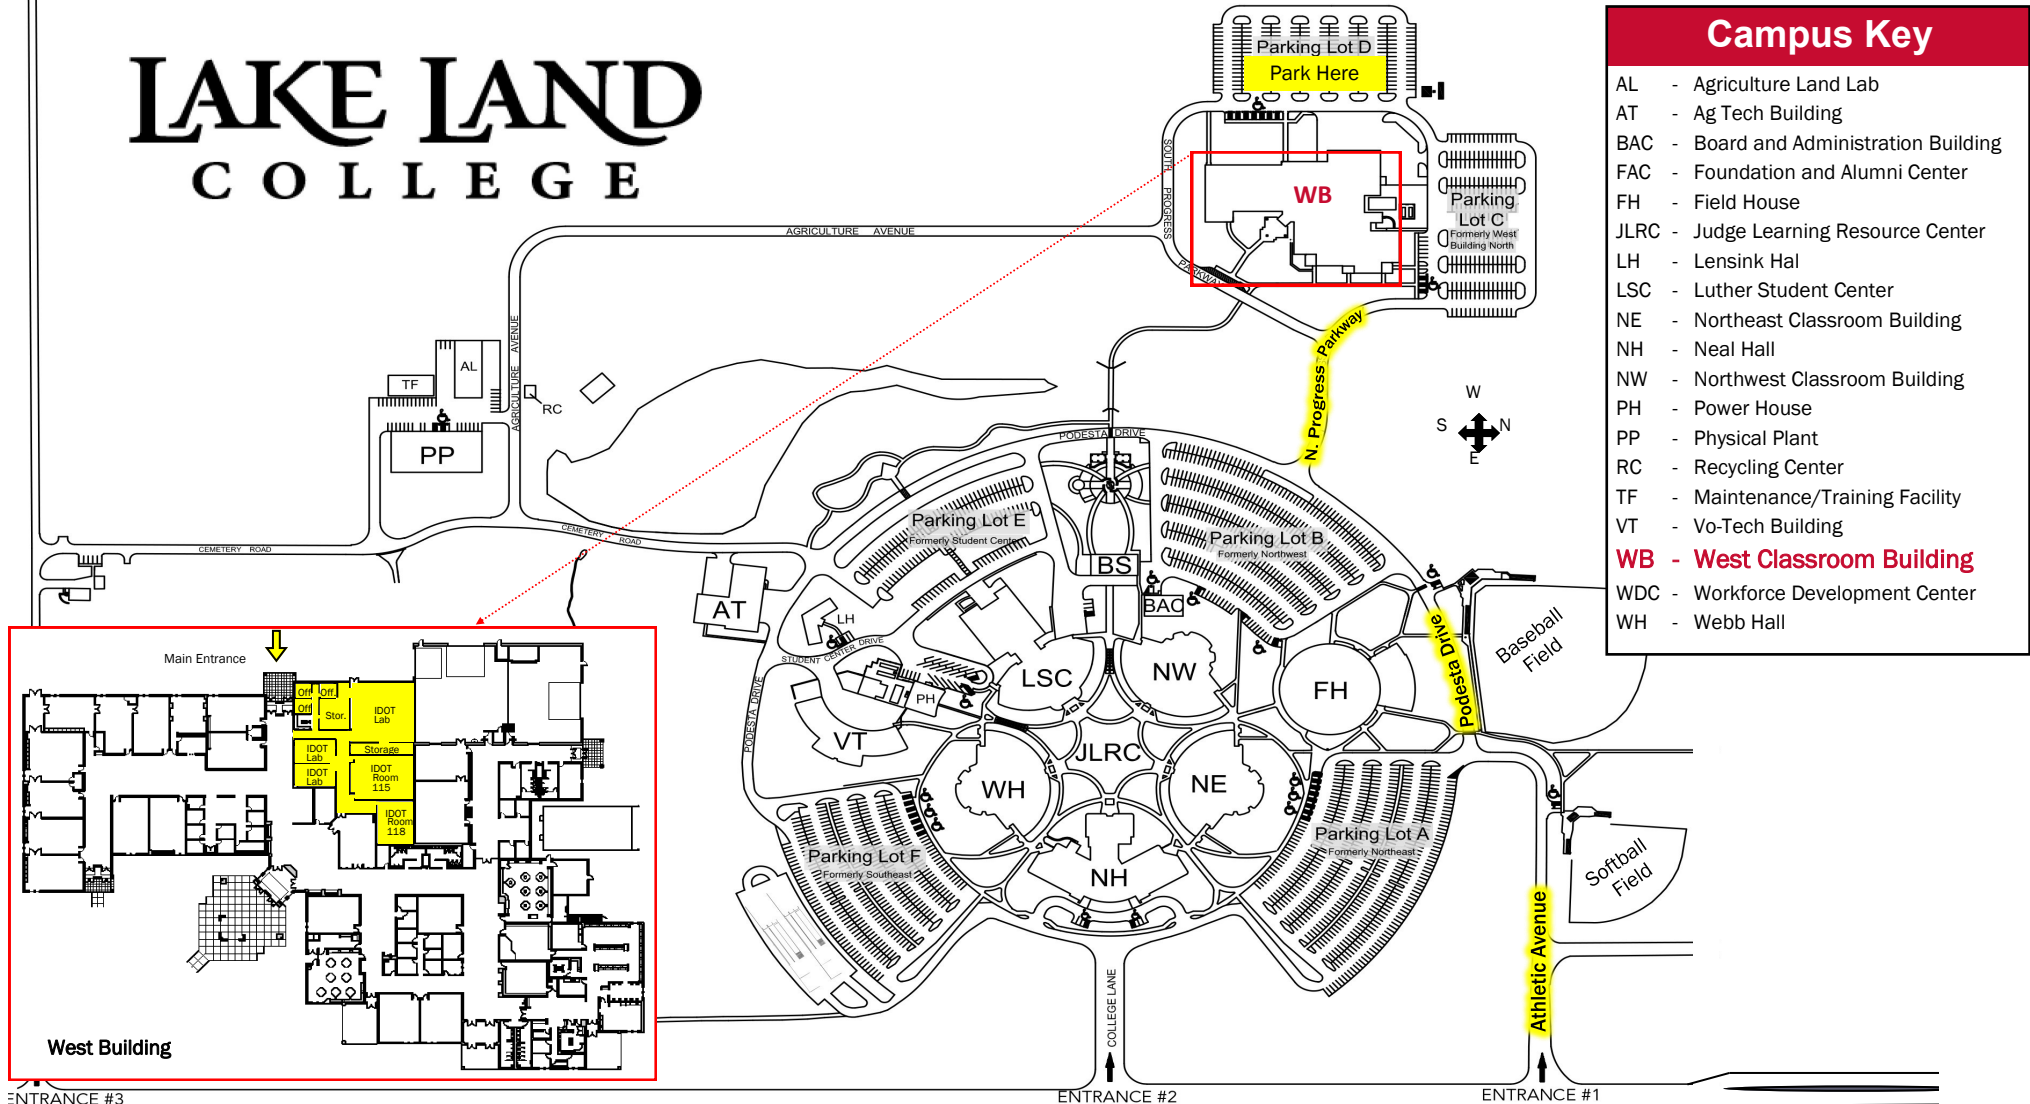 LAKE LAND
COLLEGE
Parking Lot D
Park Here
Campus Key
AL - Agriculture Land Lab
AT - Ag Tech Building
BAC - Board and Administration Building
FAC - Foundation and Alumni Center
FH - Field House
JLRC - Judge Learning Resource Center
LH - Lensink Hal
LSC - Luther Student Center
NE - Northeast Classroom Building
NH - Neal Hall
NW - Northwest Classroom Building
PH - Power House
PP - Physical Plant
RC - Recycling Center
TF - Maintenance/Training Facility
VT - Vo-Tech Building
WB - West Classroom Building
WDC - Workforce Development Center
WH - Webb Hall
SOUTH PROGRESS
PARKWAY
WB
Parking
Lot C
Formerly West
Building North
AGRICULTURE AVENUE
AGRICULTURE AVENUE
N. Progress Parkway
AL
TF
RC
PP
W
S N
E
PODESTA DRIVE
CEMETERY ROAD
CEMETERY ROAD
Parking Lot E
Formerly Student Center
Parking Lot B
Formerly Northwest
BS
BAC
AT
LH
STUDENT CENTER DRIVE
PODESTA DRIVE
Podesta Drive
Baseball
Field
LSC
NW
FH
PH
VT
JLRC
WH
NE
NH
Parking Lot F
Formerly Southeast
Parking Lot A
Formerly Northeast
Softball
Field
Athletic Avenue
COLLEGE LANE
Main Entrance
Off
Off.
Off
Stor.
IDOT
Lab
IDOT
Lab
Storage
IDOT
Lab
IDOT
Room
115
IDOT
Room
118
West Building
ENTRANCE #3
ENTRANCE #2
ENTRANCE #1